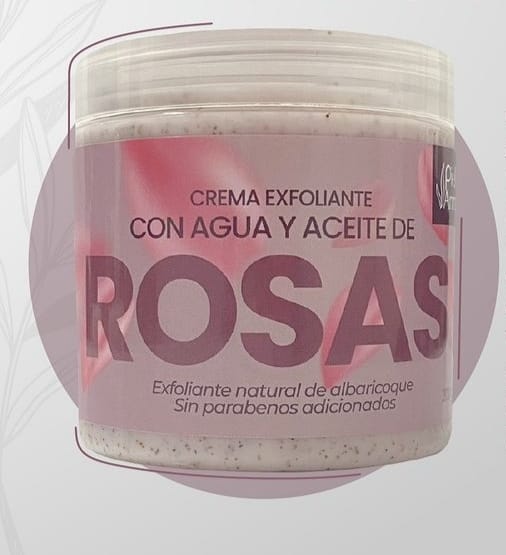 CREMA EXFOLIANTE
CON AGUA Y ACEITE DE
ROSAS
Exfoliante natural de albaricoque
Sin parabenos adicionados